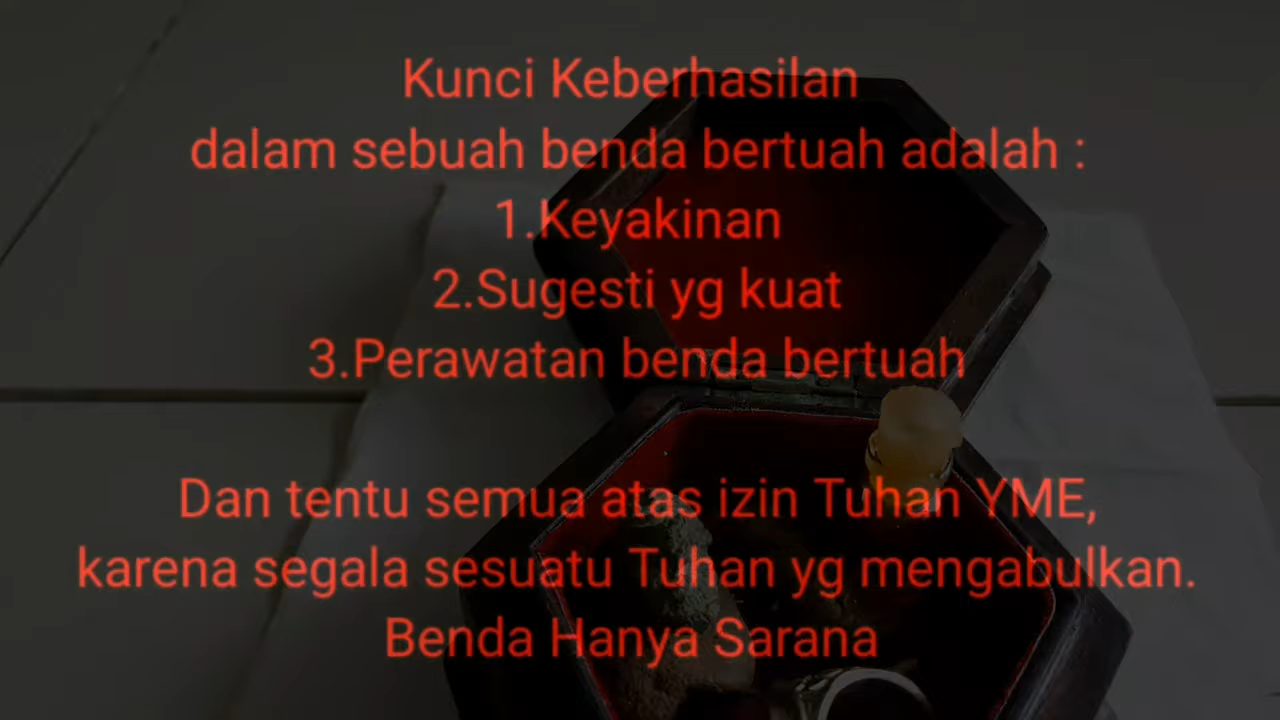 Kunci Keberhasilan
dalam sebuah benda bertuah adalah :
1.Keyakinan
2.Sugesti yg kuat
3.Perawatan benda bertuah
Dan tentu semua atas izin Tuhan YME,
karena segala sesuatu Tuhan yg mengabulkan.
Benda Hanya Sarana